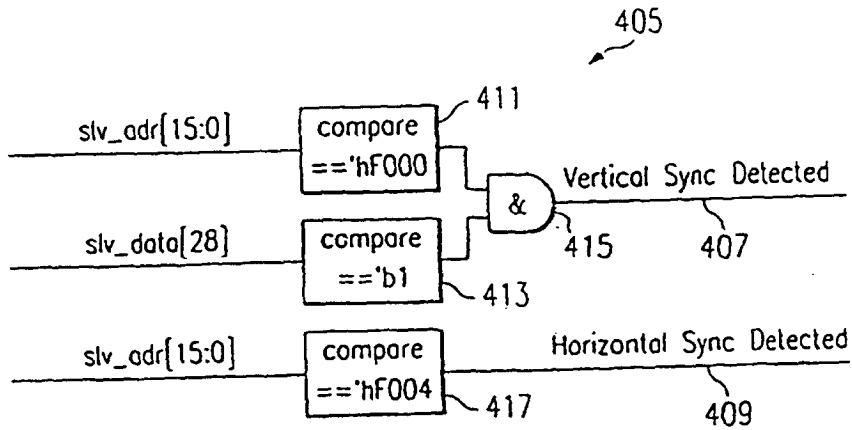 405
slv_adr[15:0]
compare
=='hF000
411
slv_data[28]
compare
=='b1
413
&
415
Vertical Sync Detected
407
slv_adr[15:0]
compare
=='hF004
417
Horizontal Sync Detected
409